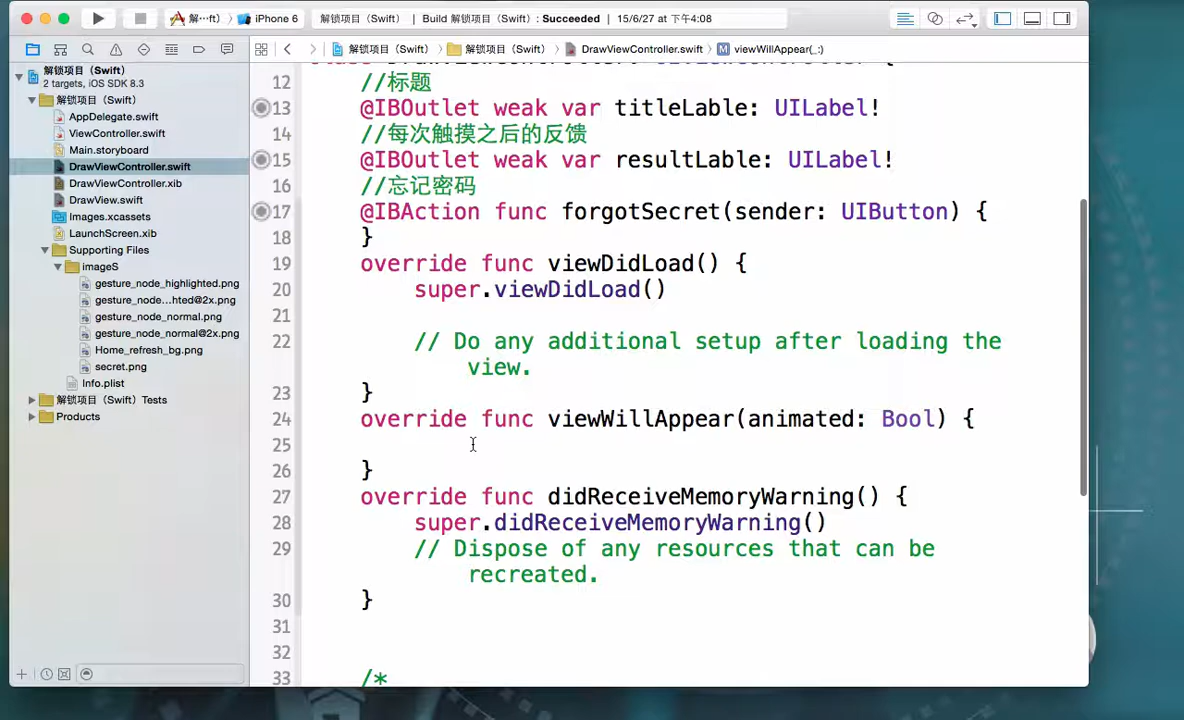 解…ft)
iPhone 6
解锁项目（Swift）
Build 解锁项目（Swift）: Succeeded
15/6/27 at 下午4:08
解锁项目（Swift）
解锁项目（Swift）
DrawViewController.swift
viewWillAppear(_:)
解锁项目（Swift）
2 targets, iOS SDK 8.3
解锁项目（Swift）
AppDelegate.swift
ViewController.swift
Main.storyboard
DrawViewController.swift
DrawViewController.xib
DrawView.swift
Images.xcassets
LaunchScreen.xib
Supporting Files
imageS
gesture_node_highlighted.png
gesture_node...hted@2x.png
gesture_node_normal.png
gesture_node_normal@2x.png
Home_refresh_bg.png
secret.png
Info.plist
解锁项目（Swift）Tests
Products
12 //标题
13 @IBOutlet weak var titleLable: UILabel!
14 //每次触摸之后的反馈
15 @IBOutlet weak var resultLable: UILabel!
16 //忘记密码
17 @IBAction func forgotSecret(sender: UIButton) {
18 }
19 override func viewDidLoad() {
20 super.viewDidLoad()
21
22 // Do any additional setup after loading the
view.
23 }
24 override func viewWillAppear(animated: Bool) {
25
26 }
27 override func didReceiveMemoryWarning() {
28 super.didReceiveMemoryWarning()
29 // Dispose of any resources that can be
recreated.
30 }
31
32
33 /*